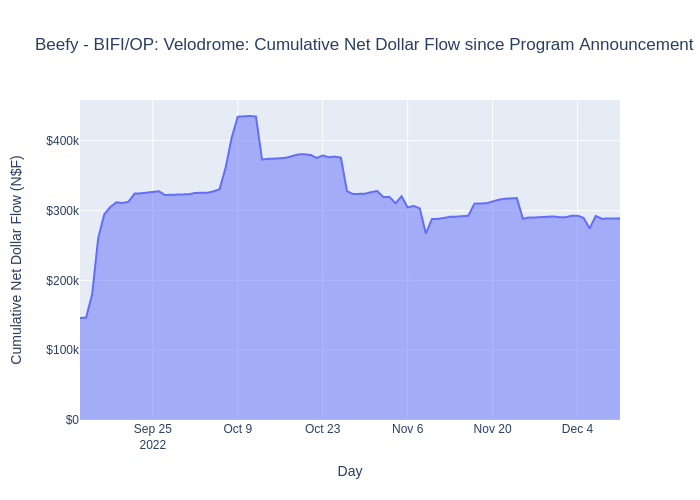 Beefy - BIFI/OP: Velodrome: Cumulative Net Dollar Flow since Program Announcement
Cumulative Net Dollar Flow (N$F)
$400k
$300k
$200k
$100k
$0
Sep 25
2022
Oct 9
Oct 23
Nov 6
Nov 20
Dec 4
Day